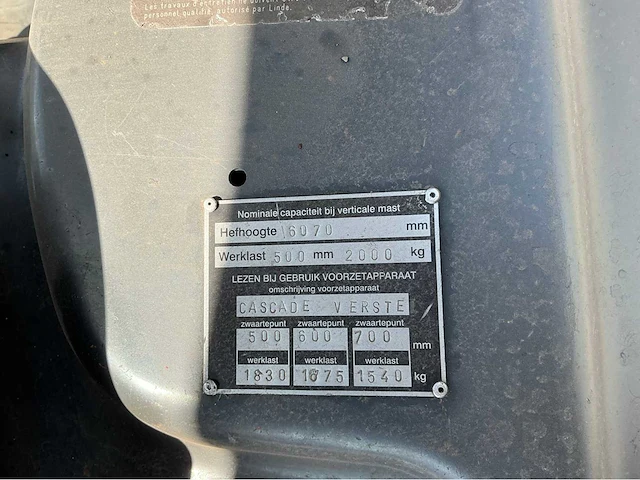 Les travaux d'entretien ne doivent
personnel qualifié, autorisé par Linde.
Nominale capaciteit bij verticale mast
Hefhoogte 6070 mm
Werklast 500 mm 2000 kg
LEZEN BIJ GEBRUIK VOORZETAPPARAAT
omschrijving voorzetapparaat
CASCADE VERSTE
zwaartepunt zwaartepunt zwaartepunt
500 600 700 mm
werklast werklast werklast
1830 1675 1540 kg